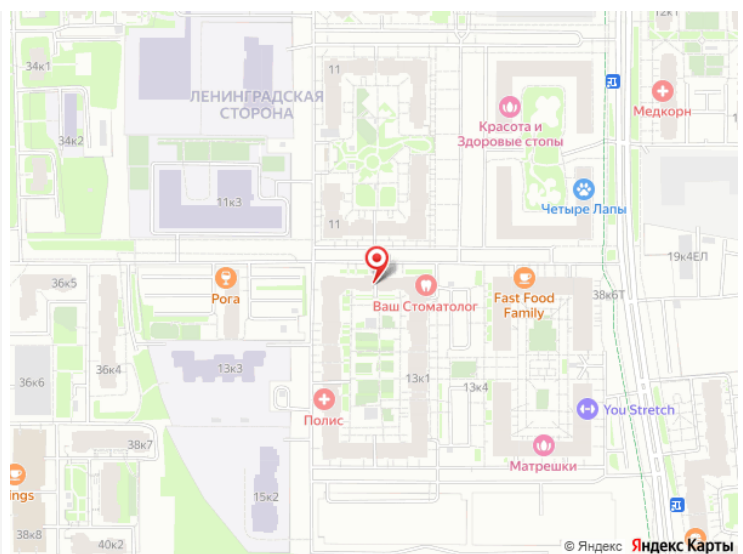 12к1
34к1
11
ЛЕНИНГРАДСКАЯ
СТОРОНА
Медкорн
Красота и
Здоровые стопы
34к2
11к3
Четыре Лапы
11
19к4ЕЛ
36к5
Рога
Ваш Стоматолог
Fast Food
Family
38к6Т
13к3
36к4
36к6
13к1
13к4
Полис
You Stretch
38к7
Матрешки
ings
15к2
38к8
40к2
© Яндекс Яндекс Карты